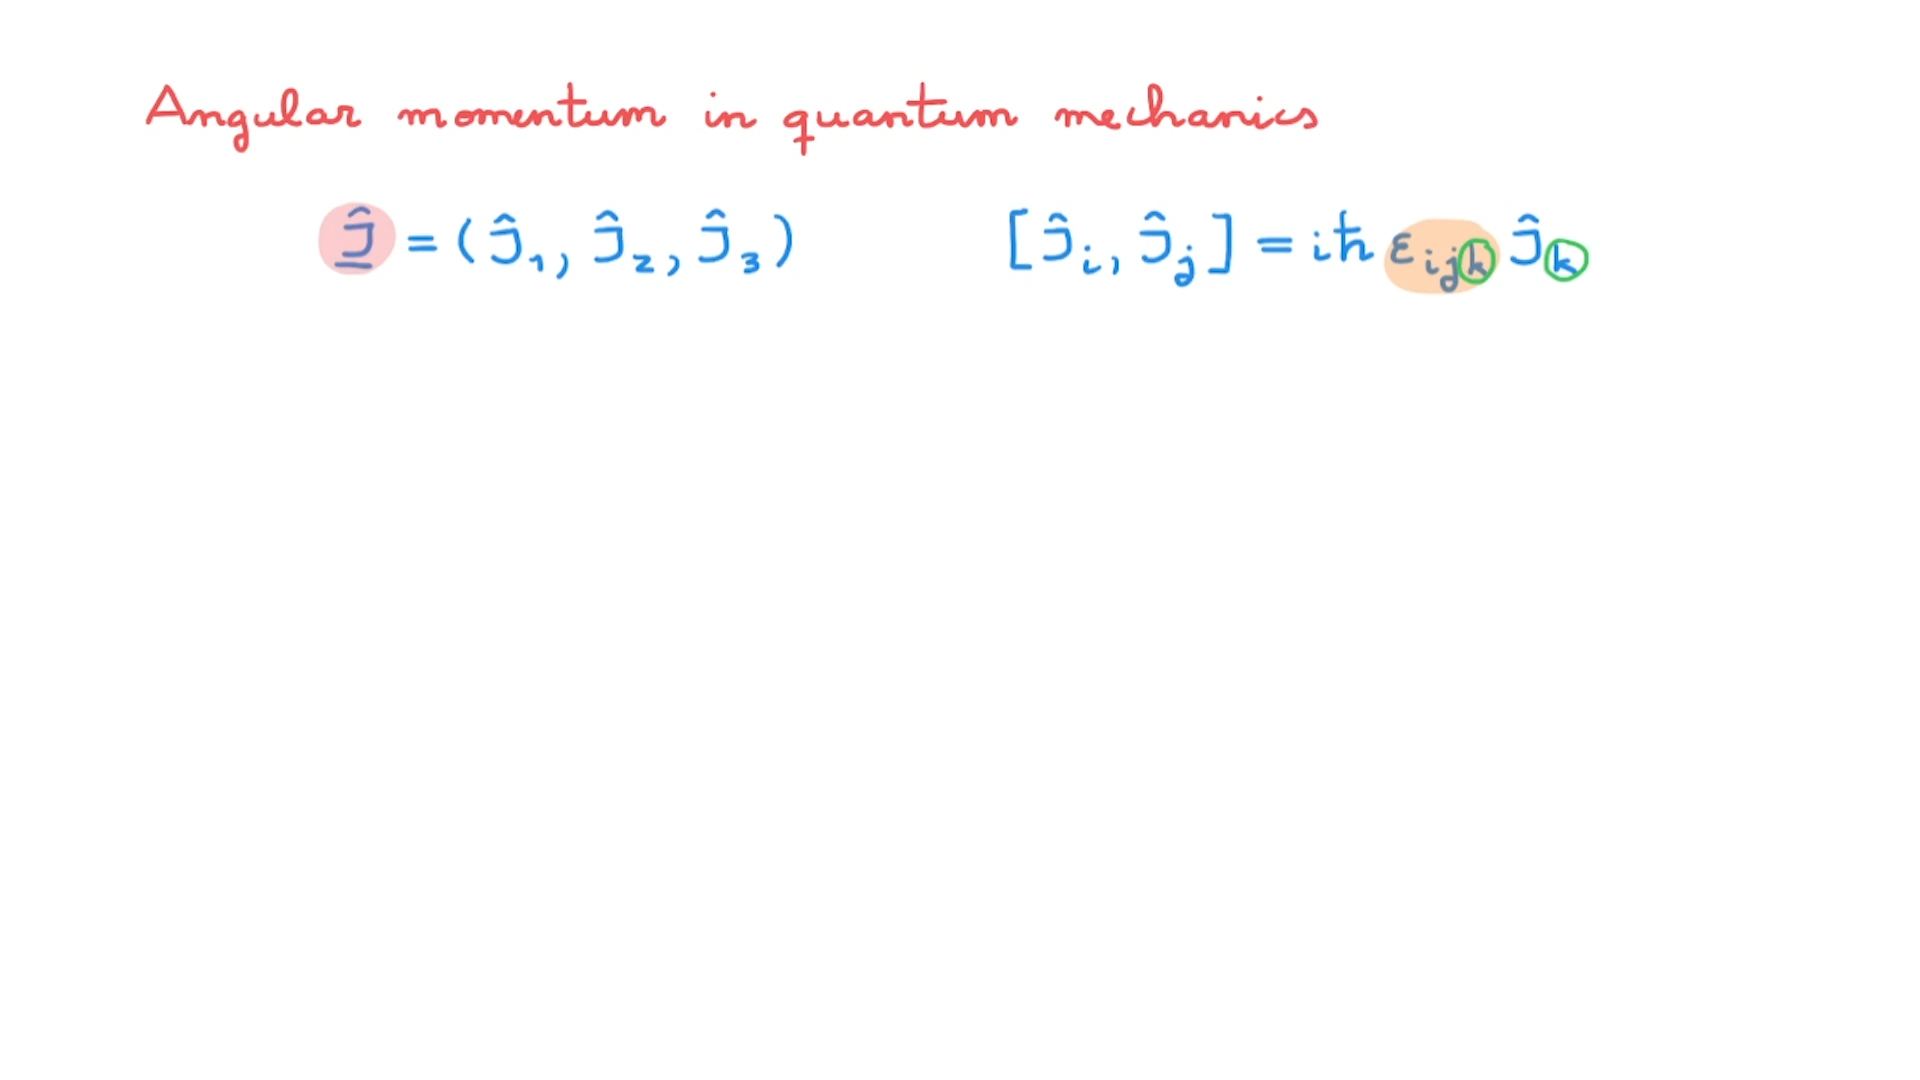 Angular momentum in quantum mechanics
Ĵ = (Ĵ₁, Ĵ₂, Ĵ₃) [Ĵᵢ, Ĵⱼ] = iħ εᵢⱼₖ Ĵₖ